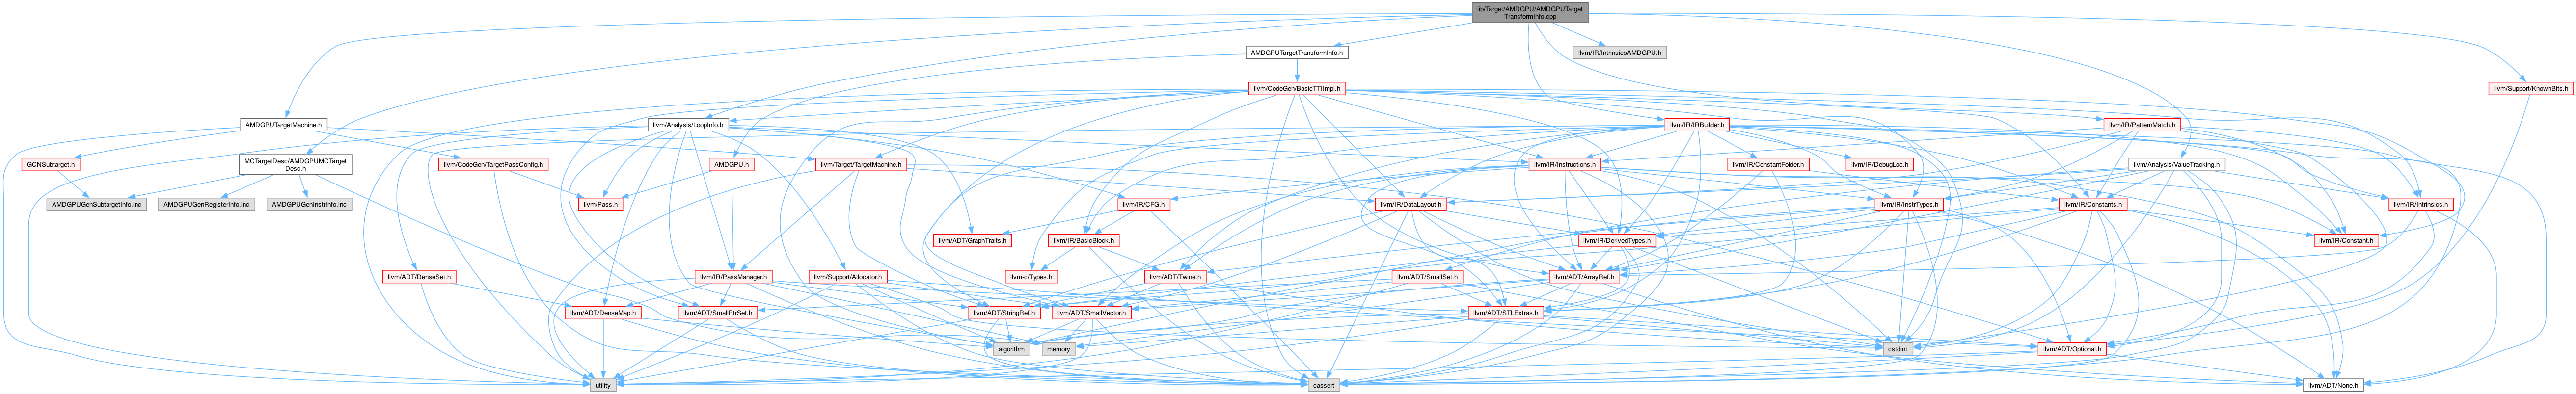 lib/Target/AMDGPU/AMDGPUTarget
TransformInfo.cpp
AMDGPUTargetTransformInfo.h
llvm/IR/IntrinsicsAMDGPU.h
llvm/CodeGen/BasicTTIImpl.h
llvm/Support/KnownBits.h
AMDGPUTargetMachine.h
llvm/Analysis/LoopInfo.h
llvm/IR/IRBuilder.h
llvm/IR/PatternMatch.h
GCNSubtarget.h
MCTargetDesc/AMDGPUMCTarget
Desc.h
llvm/CodeGen/TargetPassConfig.h
AMDGPU.h
llvm/Target/TargetMachine.h
llvm/IR/Instructions.h
llvm/IR/ConstantFolder.h
llvm/IR/DebugLoc.h
llvm/Analysis/ValueTracking.h
AMDGPUGenSubtargetInfo.inc
AMDGPUGenRegisterInfo.inc
AMDGPUGenInstrInfo.inc
llvm/Pass.h
llvm/IR/CFG.h
llvm/IR/DataLayout.h
llvm/IR/InstrTypes.h
llvm/IR/Constants.h
llvm/IR/Intrinsics.h
llvm/ADT/GraphTraits.h
llvm/IR/BasicBlock.h
llvm/IR/DerivedTypes.h
llvm/IR/Constant.h
llvm/ADT/DenseSet.h
llvm/IR/PassManager.h
llvm/Support/Allocator.h
llvm-c/Types.h
llvm/ADT/Twine.h
llvm/ADT/SmallSet.h
llvm/ADT/ArrayRef.h
llvm/ADT/DenseMap.h
llvm/ADT/SmallPtrSet.h
llvm/ADT/StringRef.h
llvm/ADT/SmallVector.h
llvm/ADT/STLExtras.h
algorithm
memory
cstdint
llvm/ADT/Optional.h
utility
cassert
llvm/ADT/None.h